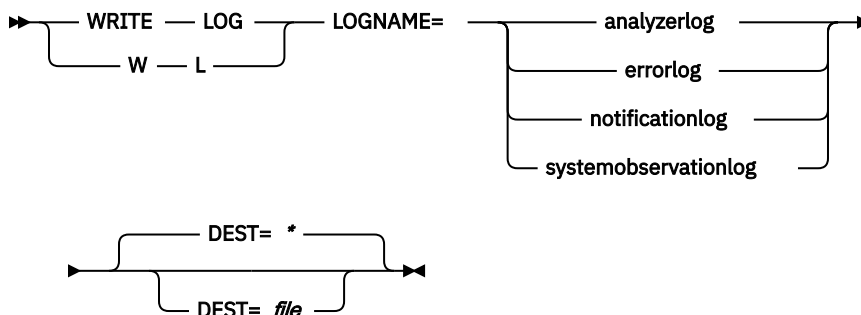 WRITE LOG LOGNAME= analyzerlog
W L errorlog
notificationlog
systemobservationlog
DEST= *
DEST= file